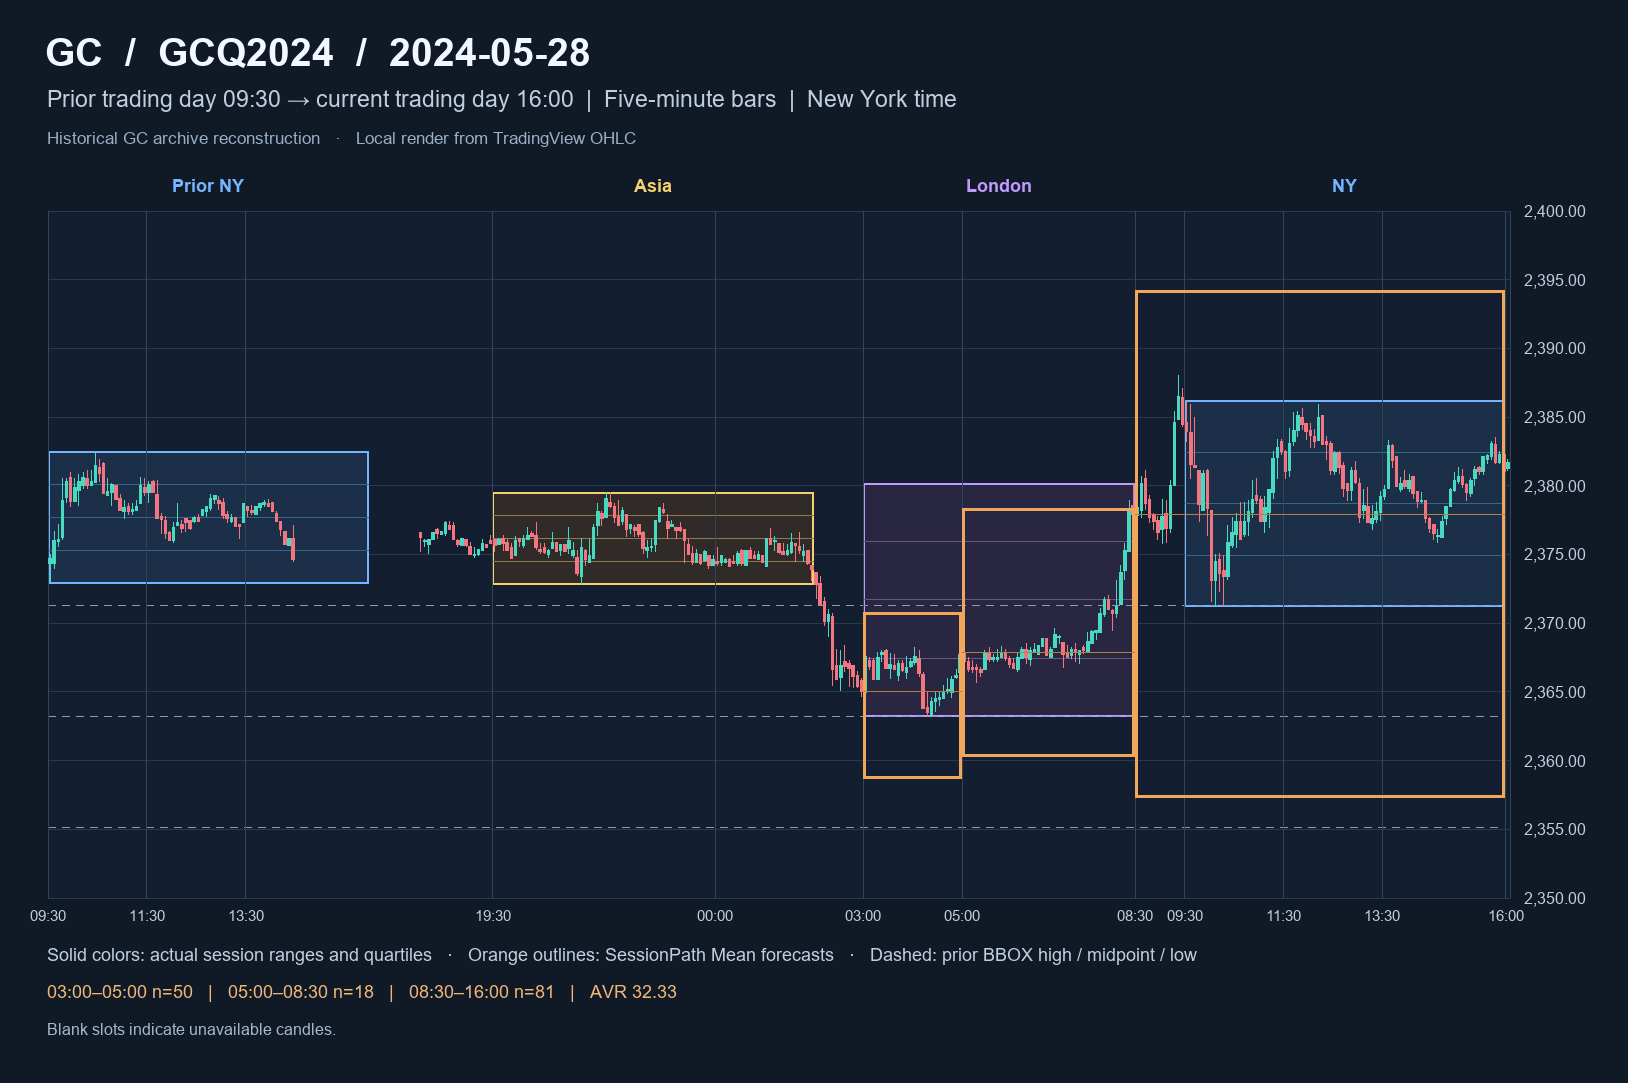 GC / GCQ2024 / 2024-05-28
Prior trading day 09:30 → current trading day 16:00 | Five-minute bars | New York time
Historical GC archive reconstruction · Local render from TradingView OHLC
Prior NY Asia London NY
2,400.00
2,395.00
2,390.00
2,385.00
2,380.00
2,375.00
2,370.00
2,365.00
2,360.00
2,355.00
2,350.00
09:30 11:30 13:30 19:30 00:00 03:00 05:00 08:30 09:30 11:30 13:30 16:00
Solid colors: actual session ranges and quartiles · Orange outlines: SessionPath Mean forecasts · Dashed: prior BBOX high / midpoint / low
03:00–05:00 n=50 | 05:00–08:30 n=18 | 08:30–16:00 n=81 | AVR 32.33
Blank slots indicate unavailable candles.